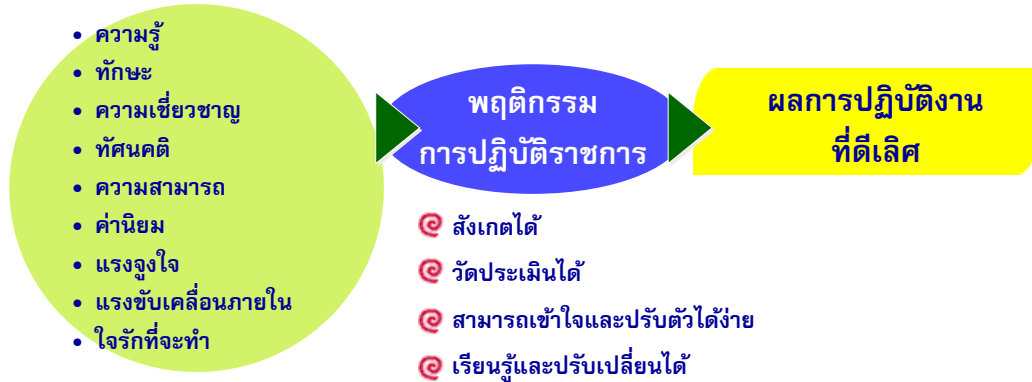 • ความรู้
• ทักษะ
• ความเชี่ยวชาญ
• ทัศนคติ
• ความสามารถ
• ค่านิยม
• แรงจูงใจ
• แรงขับเคลื่อนภายใน
• ใจรักที่จะทำ
พฤติกรรม
การปฏิบัติราชการ
สังเกตได้
วัดประเมินได้
สามารถเข้าใจและปรับตัวได้ง่าย
เรียนรู้และปรับเปลี่ยนได้
ผลการปฏิบัติงาน
ที่ดีเลิศ